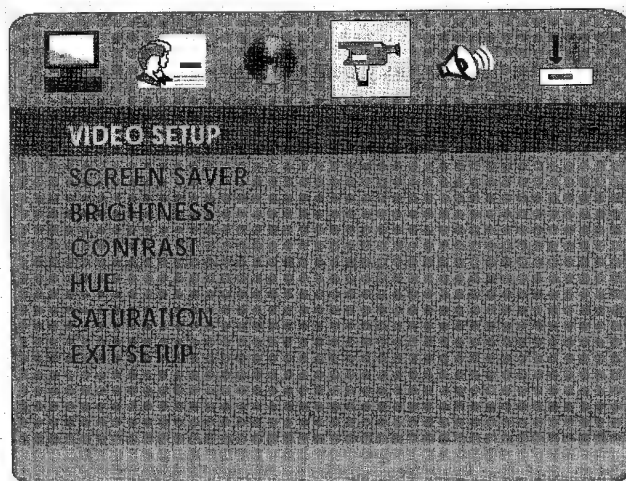 VIDEO SETUP
SCREEN SAVER
BRIGHTNESS
CONTRAST
HUE
SATURATION
EXIT SETUP